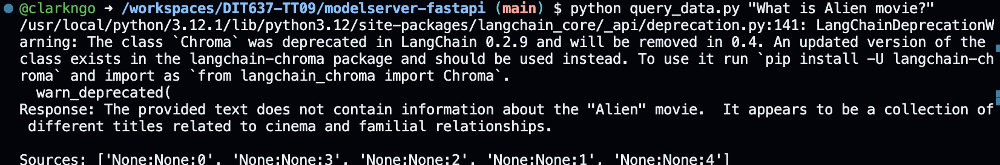 @clarkngo → /workspaces/DIT637-TT09/modelserver-fastapi (main) $ python query_data.py "What is Alien movie?"
/usr/local/python/3.12.1/lib/python3.12/site-packages/langchain_core/_api/deprecation.py:141: LangChainDeprecationW
arning: The class `Chroma` was deprecated in LangChain 0.2.9 and will be removed in 0.4. An updated version of the 
class exists in the langchain-chroma package and should be used instead. To use it run `pip install -U langchain-ch
roma` and import as `from langchain_chroma import Chroma`.
  warn_deprecated(
Response: The provided text does not contain information about the "Alien" movie.  It appears to be a collection of
 different titles related to cinema and familial relationships.
Sources: ['None:None:0', 'None:None:3', 'None:None:2', 'None:None:1', 'None:None:4']